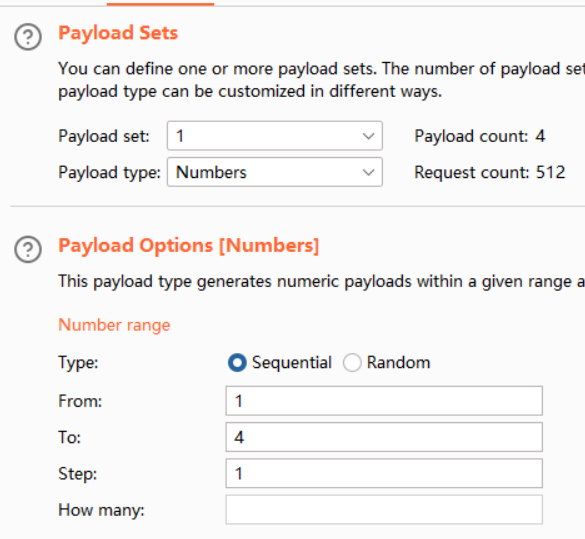 Payload Sets
You can define one or more payload sets. The number of payload set
payload type can be customized in different ways.
Payload set: 1 Payload count: 4
Payload type: Numbers Request count: 512
Payload Options [Numbers]
This payload type generates numeric payloads within a given range a
Number range
Type: Sequential Random
From: 1
To: 4
Step: 1
How many: